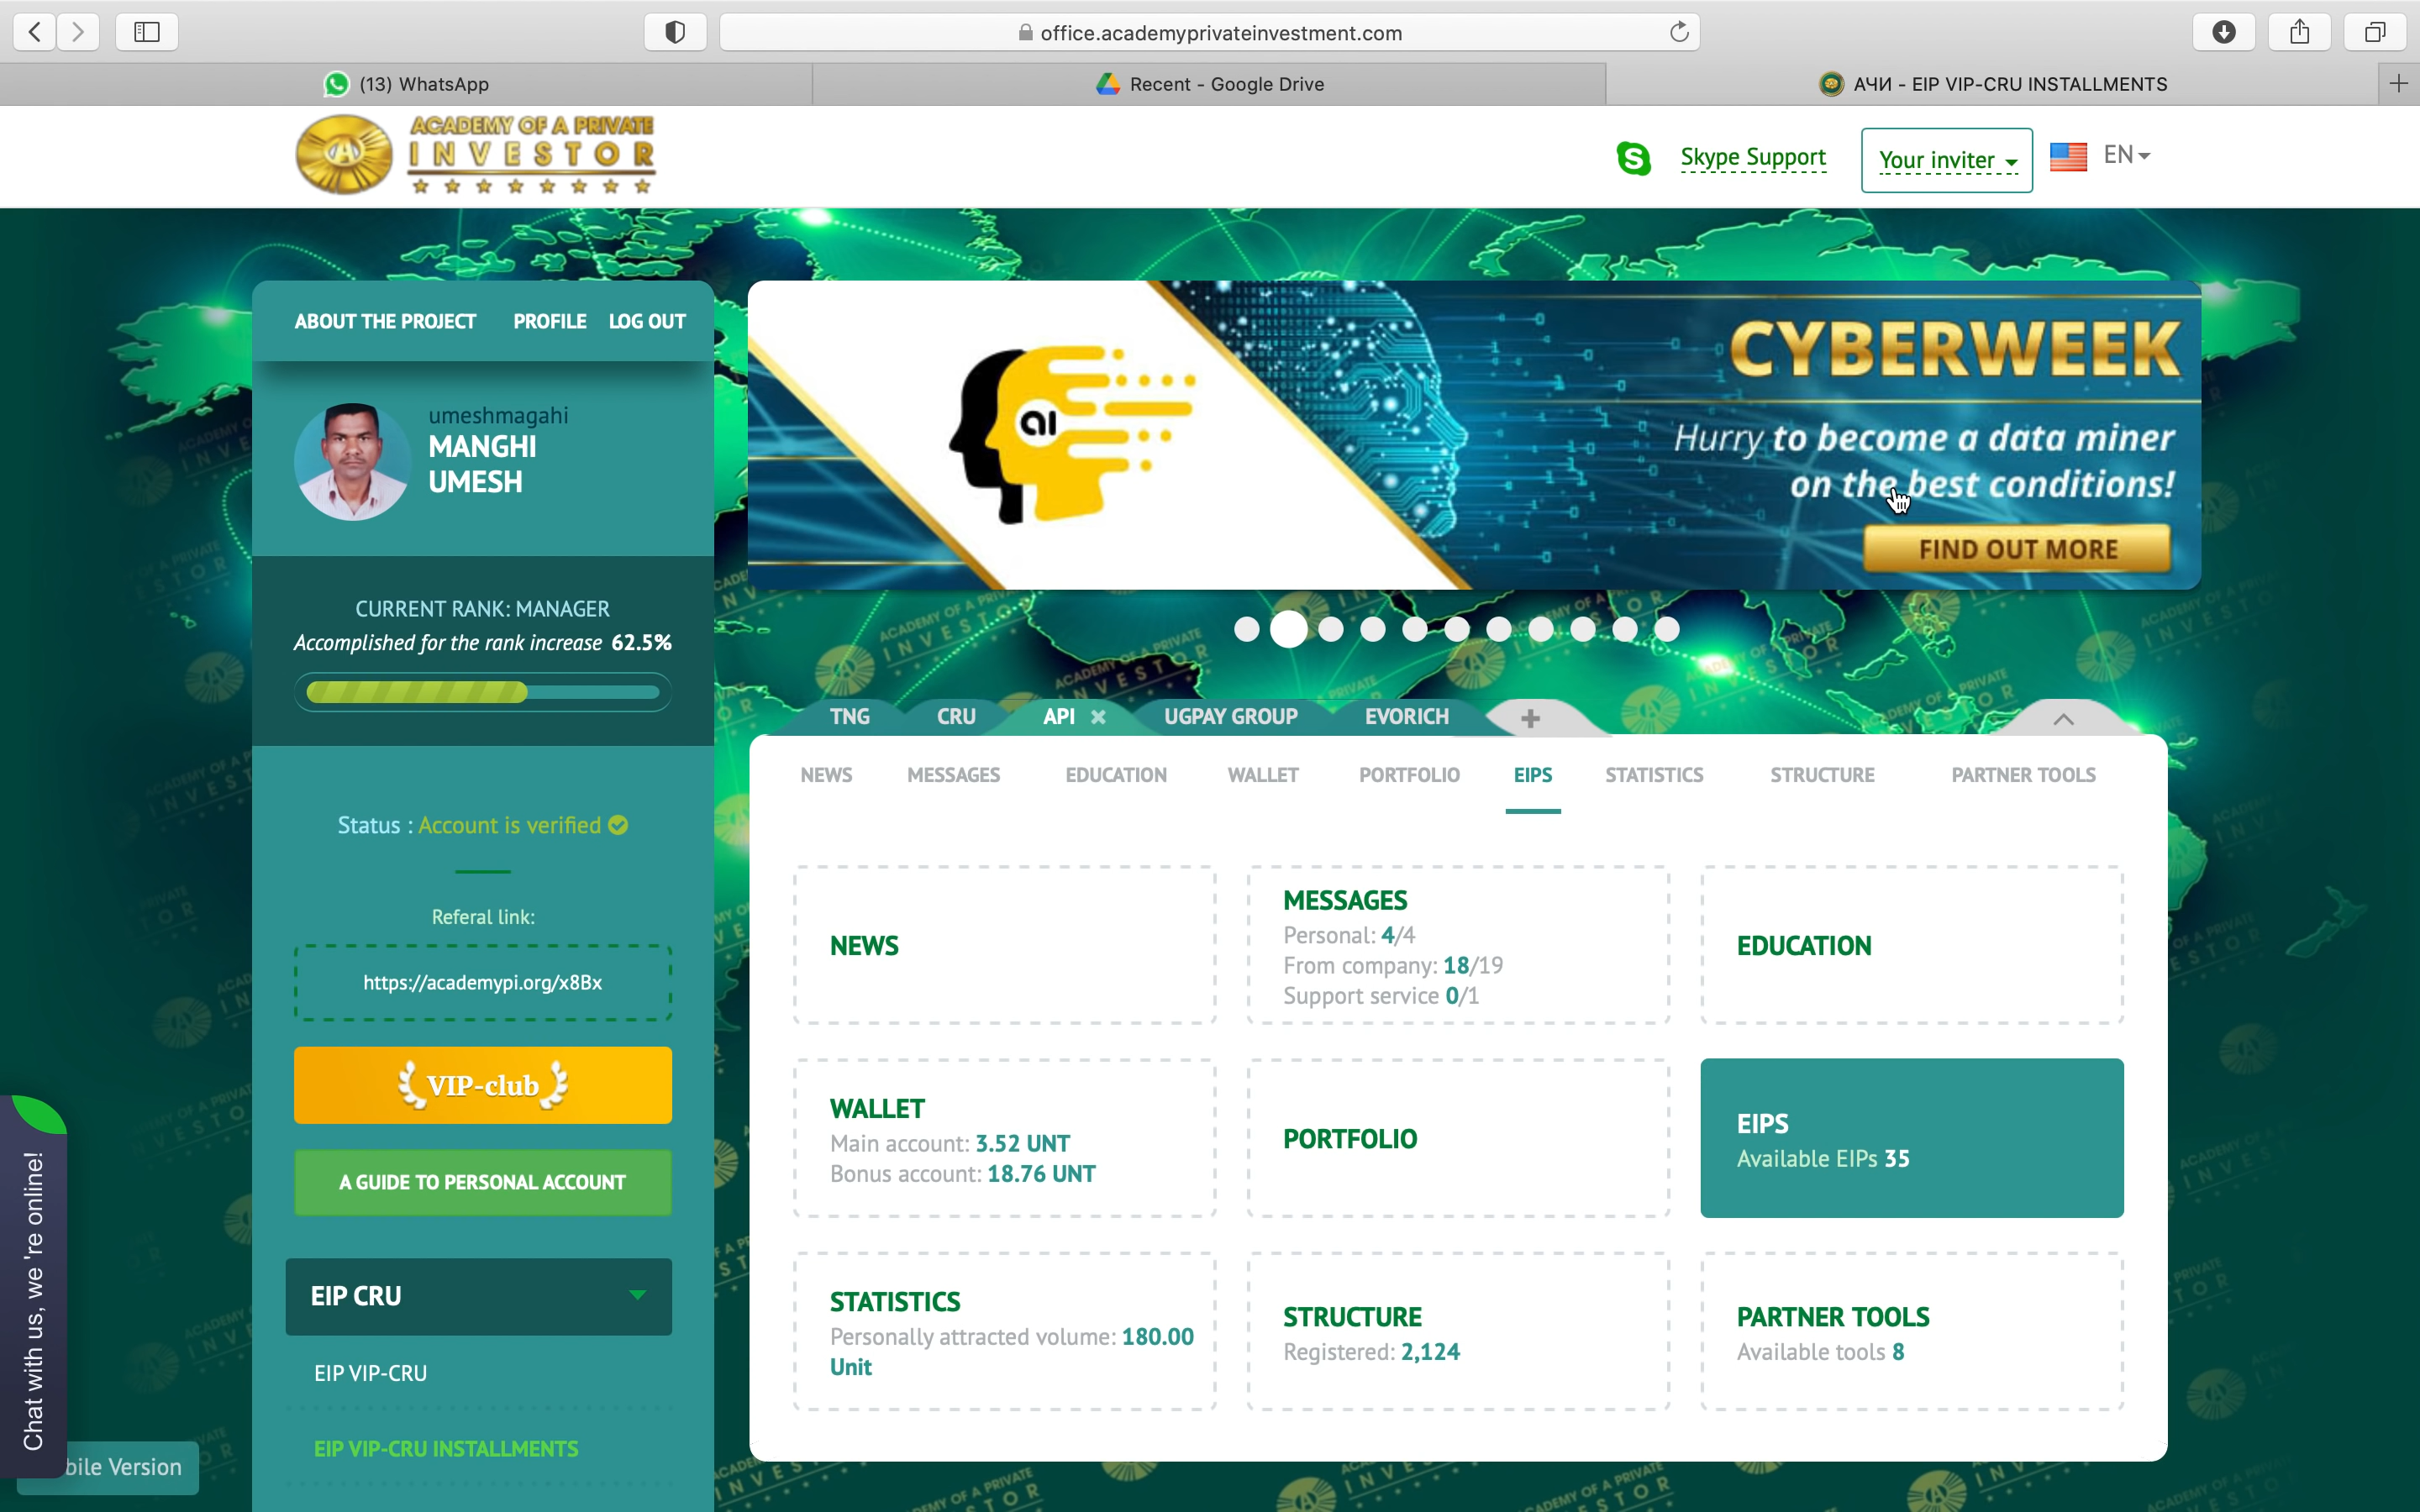 office.academyprivateinvestment.com
(13) WhatsApp
Recent - Google Drive
АЧИ - EIP VIP-CRU INSTALLMENTS
ACADEMY OF A PRIVATE
INVESTOR
Skype Support
Your inviter
EN
ABOUT THE PROJECT
PROFILE
LOG OUT
umeshmagahi
MANGHI
UMESH
CURRENT RANK: MANAGER
Accomplished for the rank increase 62.5%
Status : Account is verified
Referal link:
https://academypi.org/x8Bx
VIP-club
A GUIDE TO PERSONAL ACCOUNT
EIP CRU
EIP VIP-CRU
EIP VIP-CRU INSTALLMENTS
Chat with us, we 're online!
bile Version
ai
CYBERWEEK
Hurry to become a data miner
on the best conditions!
FIND OUT MORE
TNG
CRU
API
UGPAY GROUP
EVORICH
NEWS
MESSAGES
EDUCATION
WALLET
PORTFOLIO
EIPS
STATISTICS
STRUCTURE
PARTNER TOOLS
NEWS
MESSAGES
Personal: 4/4
From company: 18/19
Support service 0/1
EDUCATION
WALLET
Main account: 3.52 UNT
Bonus account: 18.76 UNT
PORTFOLIO
EIPS
Available EIPs 35
STATISTICS
Personally attracted volume: 180.00
Unit
STRUCTURE
Registered: 2,124
PARTNER TOOLS
Available tools 8